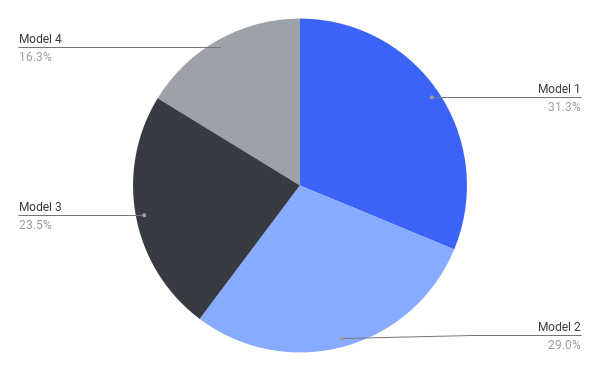 Model 4
16.3%
Model 1
31.3%
Model 3
23.5%
Model 2
29.0%